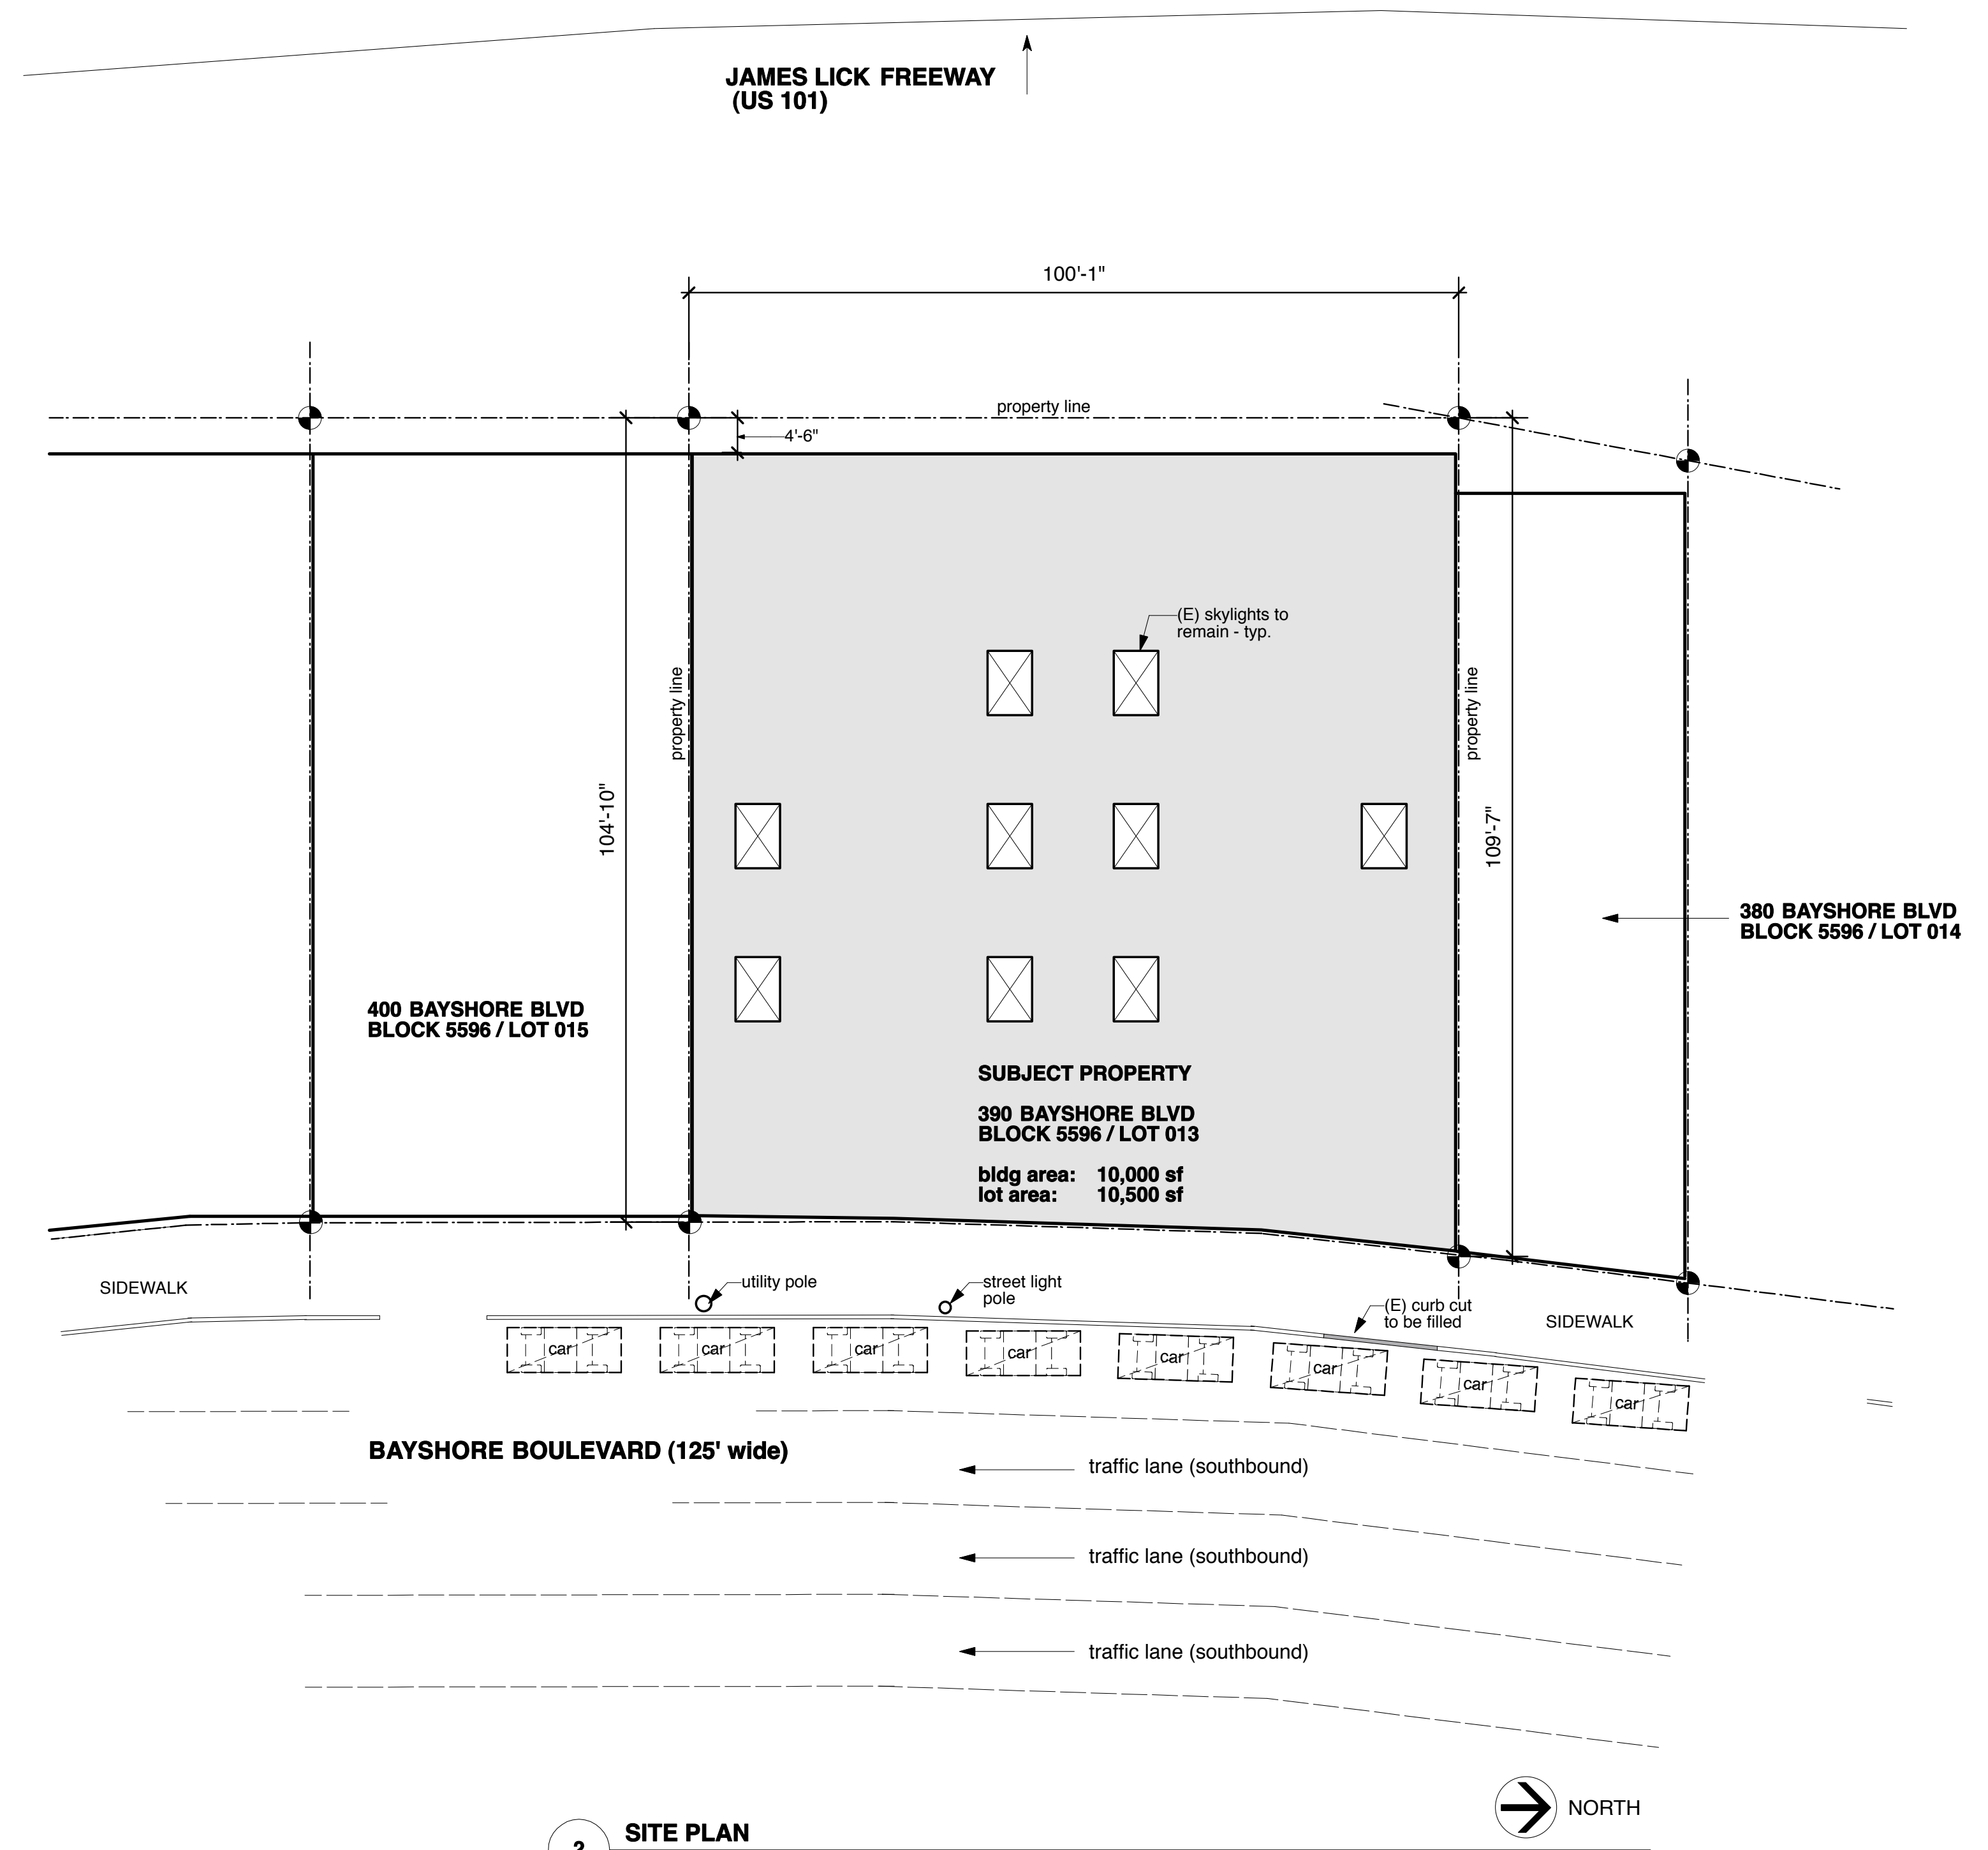 JAMES LICK FREEWAY
(US 101)
100'-1"
property line
4'-6"
(E) skylights to
remain - typ.
property line
property line
104'-10"
109'-7"
380 BAYSHORE BLVD
BLOCK 5596 / LOT 014
400 BAYSHORE BLVD
BLOCK 5596 / LOT 015
SUBJECT PROPERTY
390 BAYSHORE BLVD
BLOCK 5596 / LOT 013
bldg area: 10,000 sf
lot area: 10,500 sf
SIDEWALK
utility pole
street light
pole
(E) curb cut
to be filled
SIDEWALK
car
car
car
car
car
car
car
car
BAYSHORE BOULEVARD (125' wide)
traffic lane (southbound)
traffic lane (southbound)
traffic lane (southbound)
NORTH
SITE PLAN